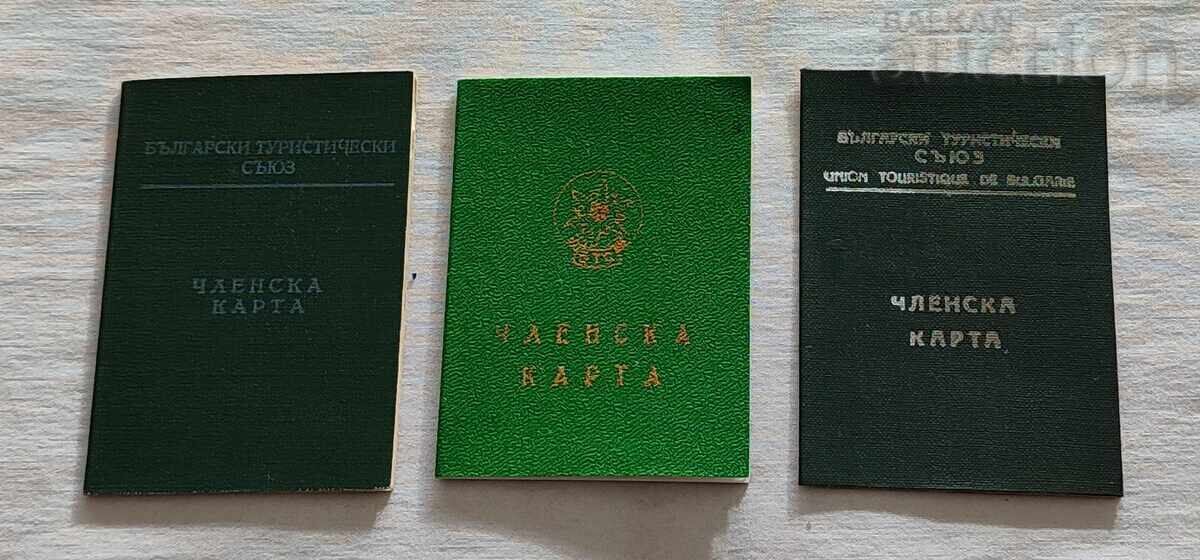 БЪЛГАРСКИ ТУРИСТИЧЕСКИ
СЪЮЗ
ЧЛЕНСКА
КАРТА
БТС
ЧЛЕНСКА
КАРТА
БЪЛГАРСКИ ТУРИСТИЧЕСКИ
СЪЮЗ
UNION TOURISTIQUE DE BULGARIE
ЧЛЕНСКА
КАРТА
BALKAN
auction